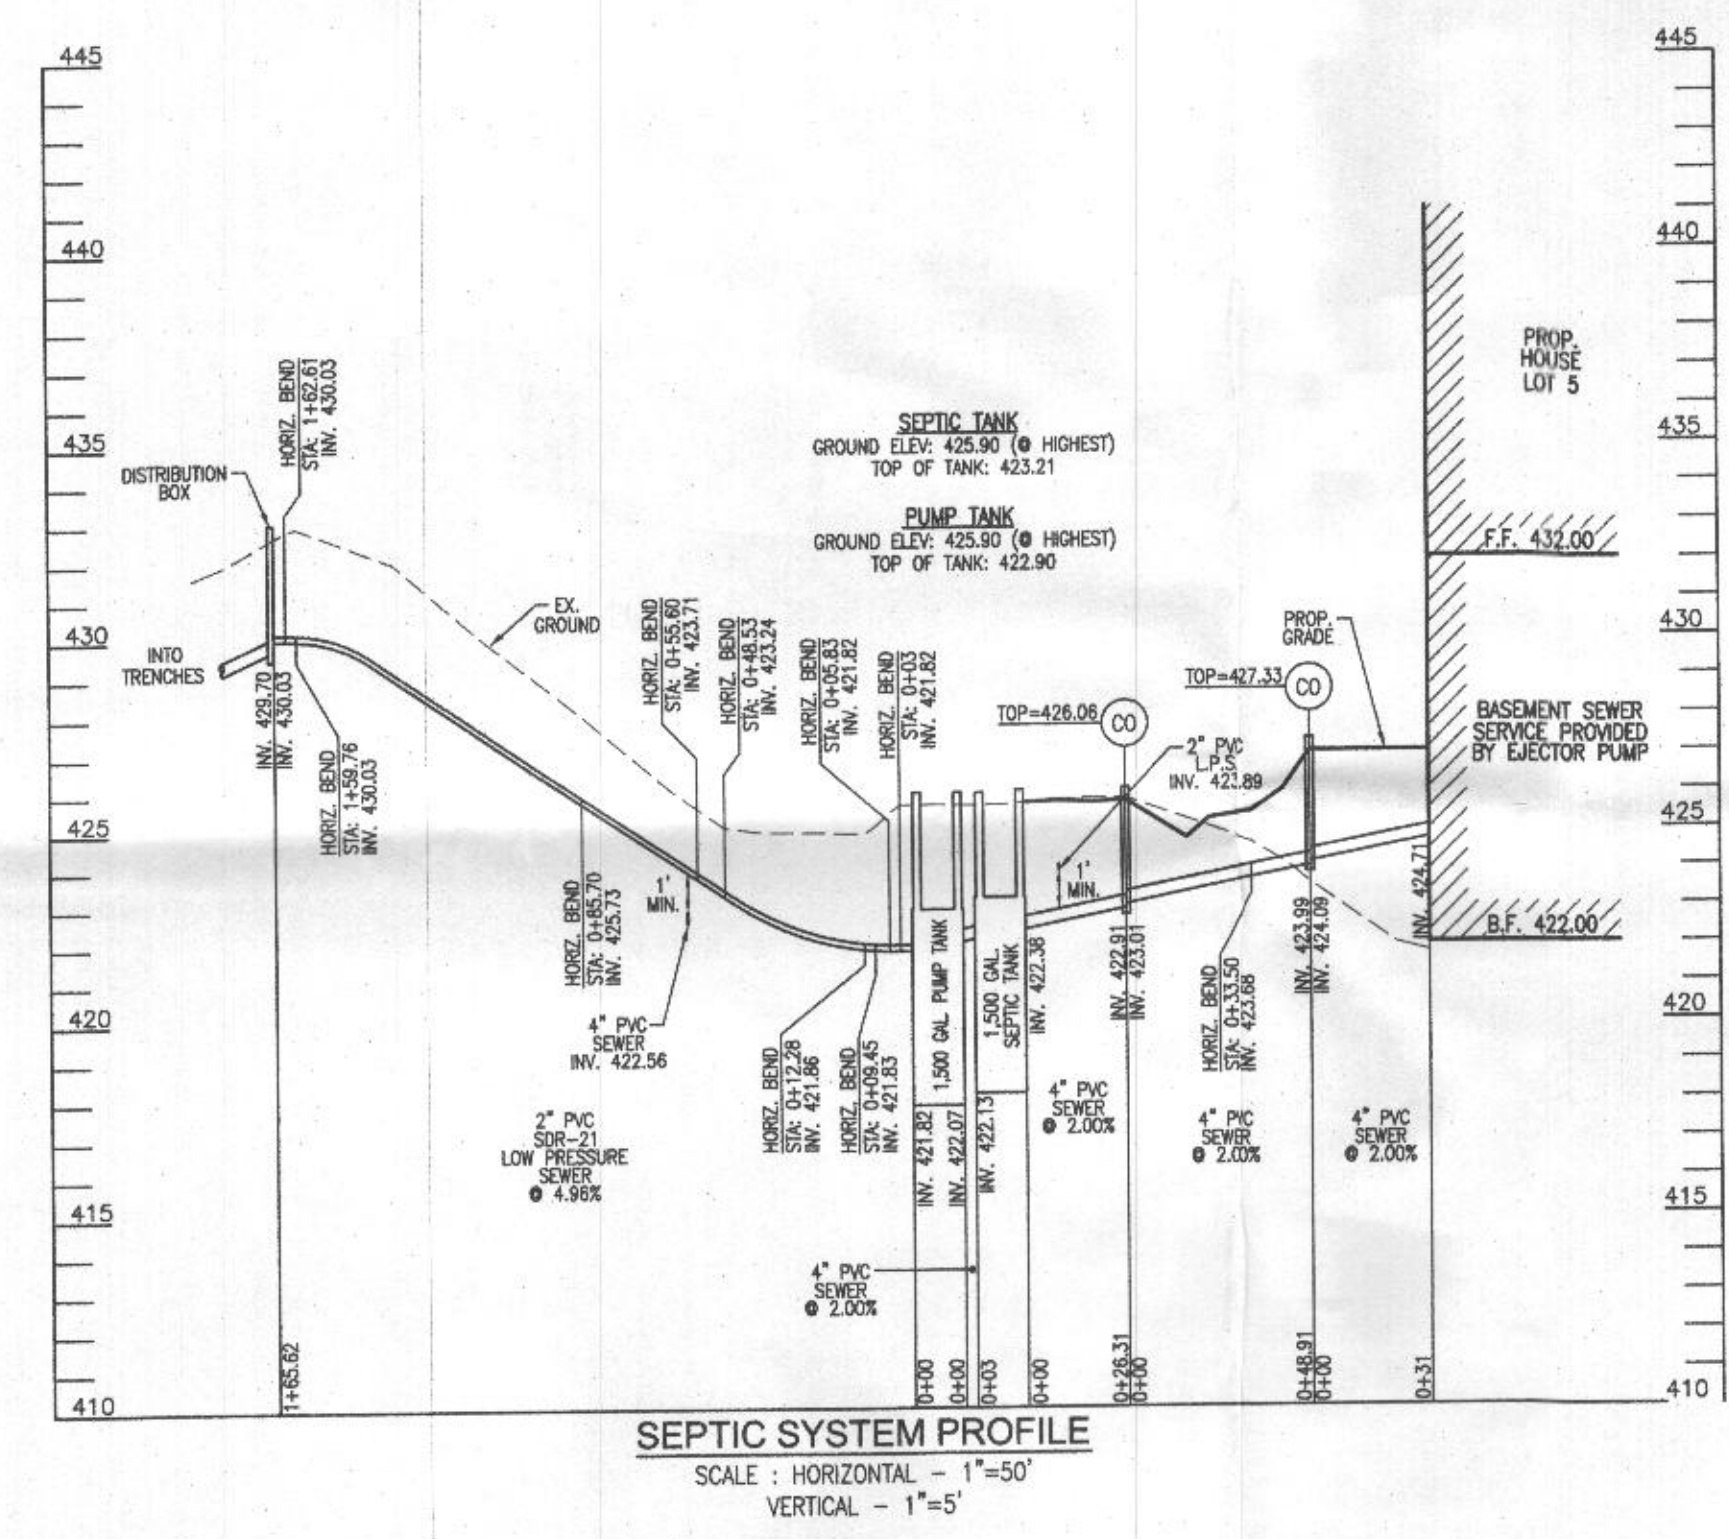 445
440
435
430
425
420
415
410
445
440
435
430
425
420
415
410
DISTRIBUTION
BOX
HORIZ. BEND
STA: 1+62.61
INV. 430.03
INTO
TRENCHES
INV. 429.70
INV. 430.03
HORIZ. BEND
STA: 1+59.76
INV. 430.03
EX.
GROUND
HORIZ. BEND
STA: 0+85.70
INV. 425.73
HORIZ. BEND
STA: 0+55.60
INV. 423.71
HORIZ. BEND
STA: 0+48.53
INV. 423.24
HORIZ. BEND
STA: 0+05.83
INV. 421.82
HORIZ. BEND
STA: 0+03
INV. 421.82
1'
MIN.
4" PVC
SEWER
INV. 422.56
2" PVC
SDR-21
LOW PRESSURE
SEWER
@ 4.96%
HORIZ. BEND
STA: 0+12.28
INV. 421.86
HORIZ. BEND
STA: 0+09.45
INV. 421.83
SEPTIC TANK
GROUND ELEV: 425.90 (@ HIGHEST)
TOP OF TANK: 423.21
PUMP TANK
GROUND ELEV: 425.90 (@ HIGHEST)
TOP OF TANK: 422.90
1,500 GAL PUMP TANK
1,500 GAL.
SEPTIC TANK
INV. 421.82
INV. 422.07
INV. 422.13
INV. 422.38
4" PVC
SEWER
@ 2.00%
TOP=426.06
CO
2" PVC
L.P.S.
INV. 423.89
1'
MIN.
INV. 422.91
INV. 423.01
4" PVC
SEWER
@ 2.00%
TOP=427.33
CO
PROP.
GRADE
HORIZ. BEND
STA: 0+33.50
INV. 423.68
INV. 423.99
INV. 424.09
INV. 424.71
4" PVC
SEWER
@ 2.00%
4" PVC
SEWER
@ 2.00%
PROP.
HOUSE
LOT 5
F.F. 432.00
BASEMENT SEWER
SERVICE PROVIDED
BY EJECTOR PUMP
B.F. 422.00
1+65.62
0+00
0+00
0+03
0+00
0+26.31
0+00
0+48.91
0+00
0+31
SEPTIC SYSTEM PROFILE
SCALE : HORIZONTAL - 1"=50'
VERTICAL - 1"=5'